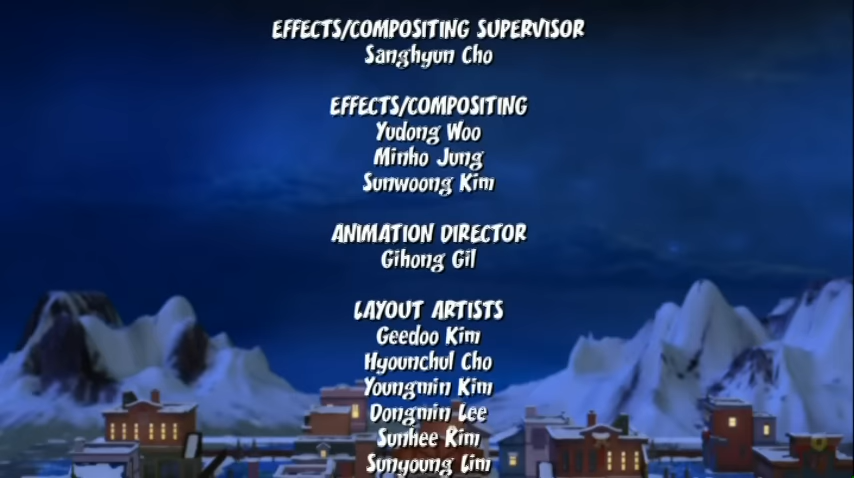 EFFECTS/COMPOSITING SUPERVISOR
Sanghyun Cho
EFFECTS/COMPOSITING
Yudong Woo
Minho Jung
Sunwoong Kim
ANIMATION DIRECTOR
Gihong Gil
LAYOUT ARTISTS
Geedoo Kim
Hyounchul Cho
Youngmin Kim
Dongmin Lee
Sunhee Rim
Sunyoung Lim